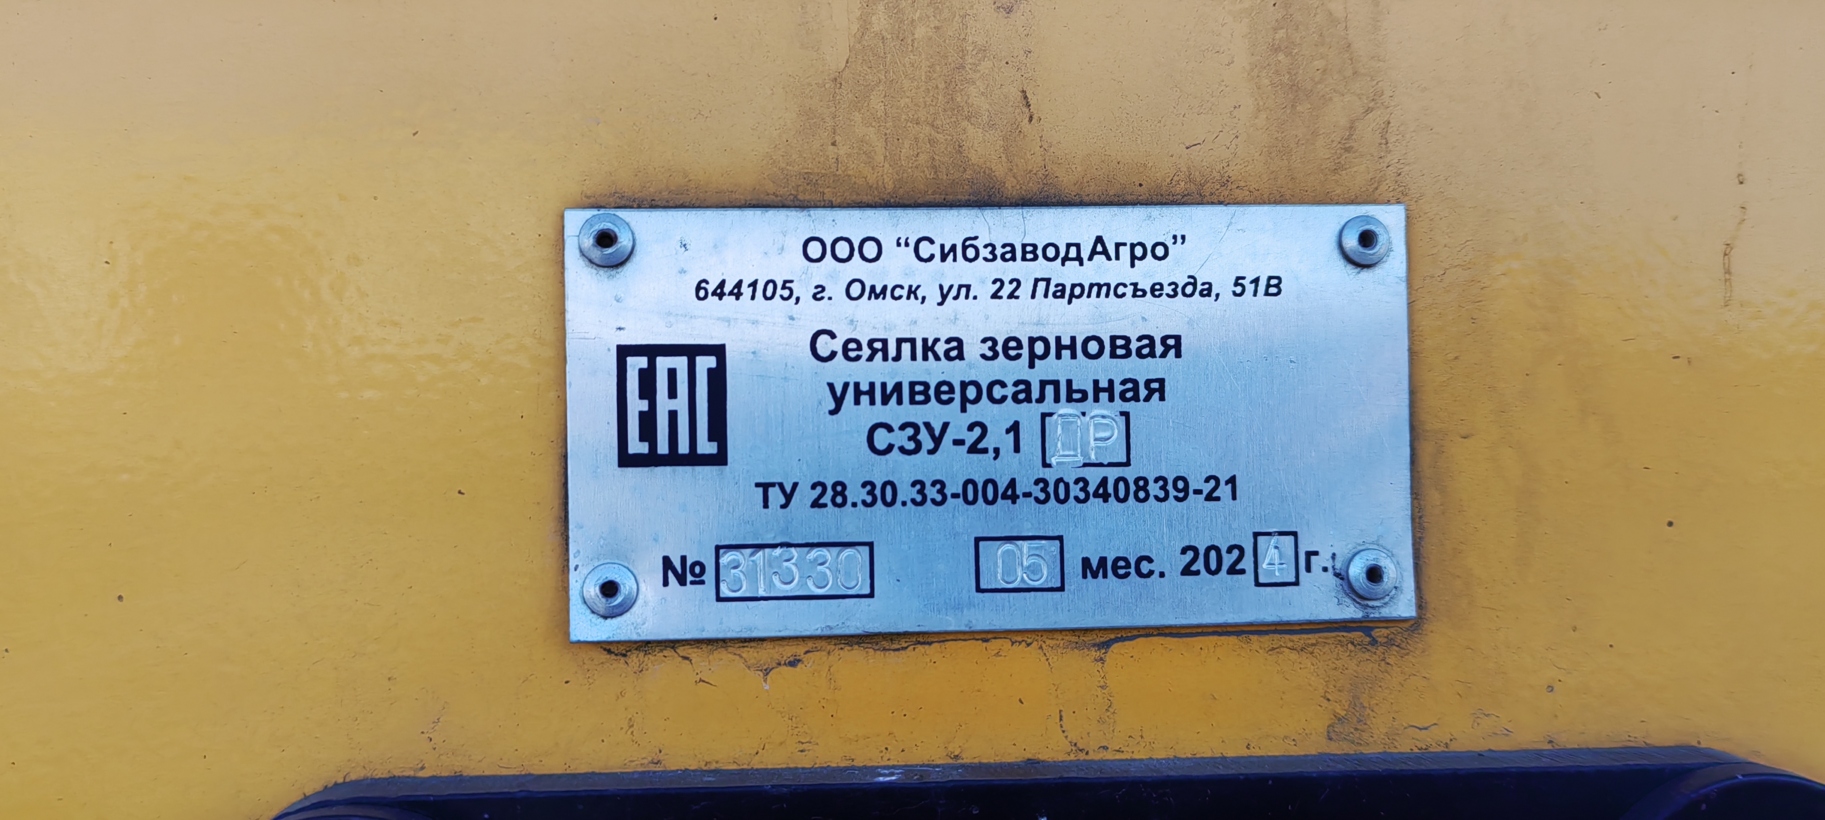 ООО “СибзаводАгро”
644105, г. Омск, ул. 22 Партсъезда, 51В
ЕАС
Сеялка зерновая
универсальная
СЗУ-2,1 ДР
ТУ 28.30.33-004-30340839-21
№ 31330 05 мес. 2024 г.